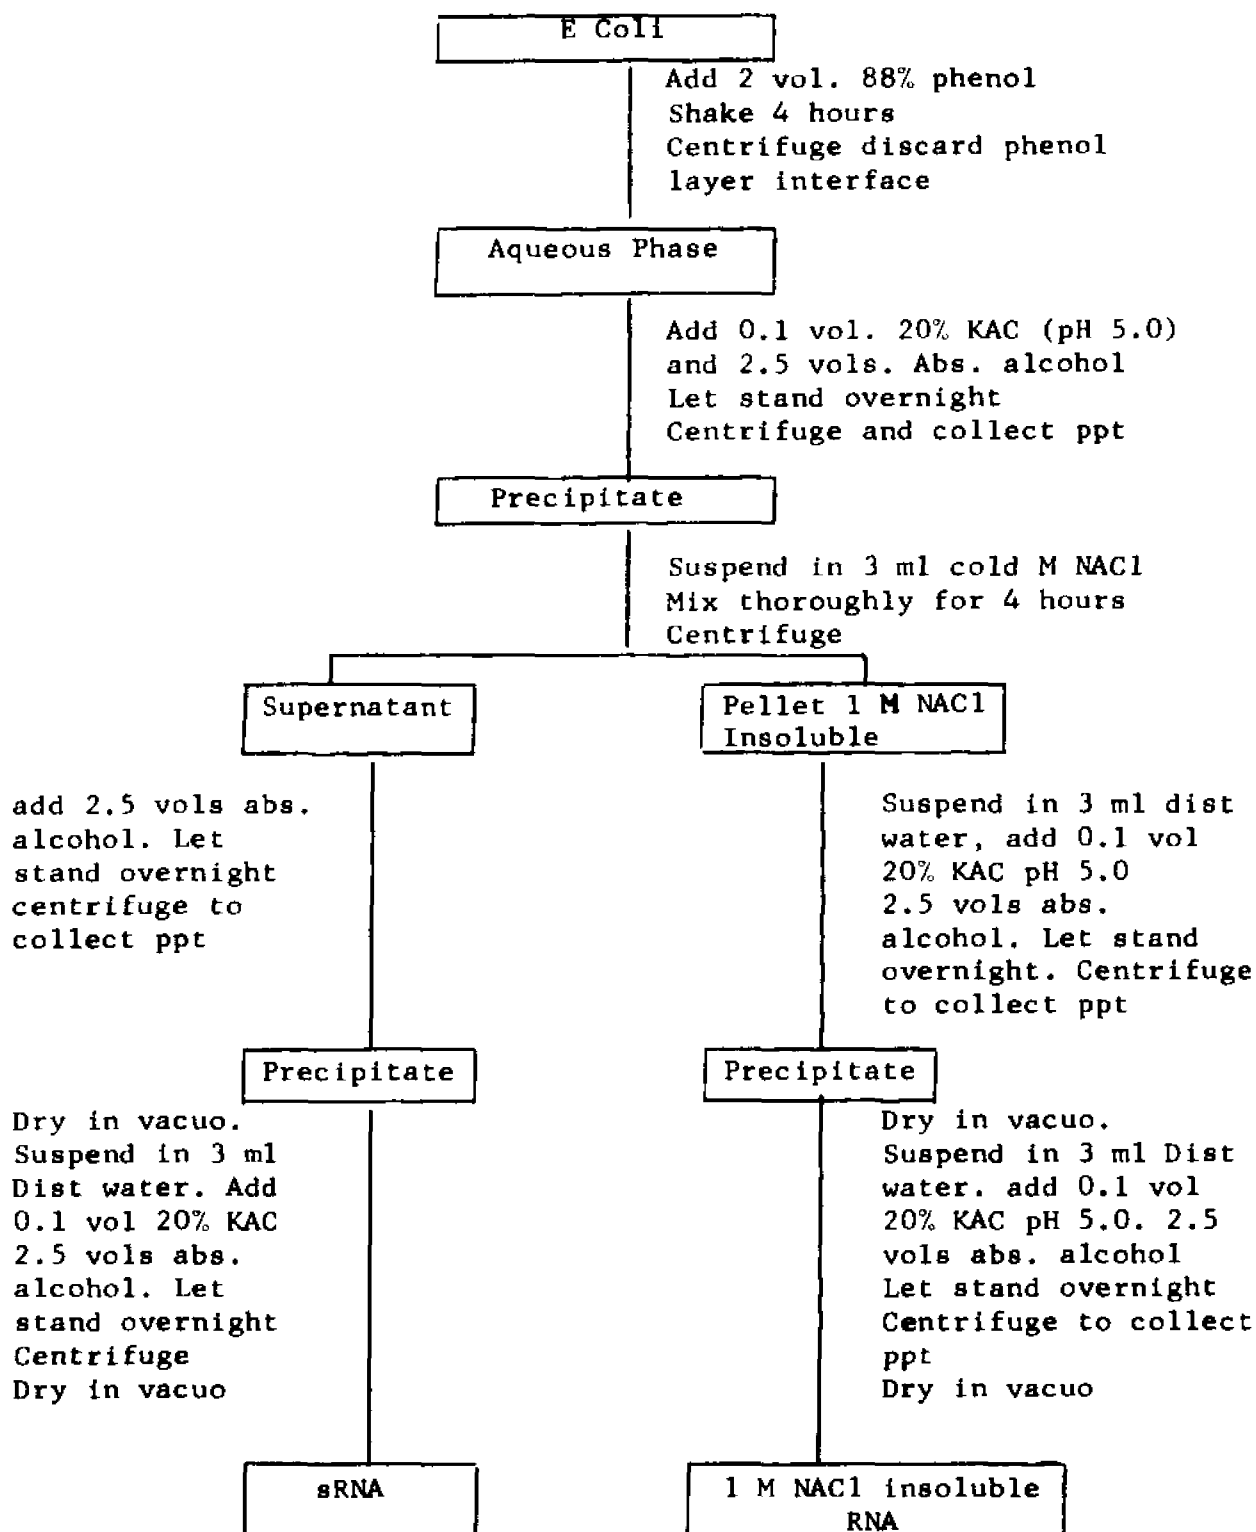 E Coli
Add 2 vol. 88% phenol
Shake 4 hours
Centrifuge discard phenol
layer interface
Aqueous Phase
Add 0.1 vol. 20% KAC (pH 5.0)
and 2.5 vols. Abs. alcohol
Let stand overnight
Centrifuge and collect ppt
Precipitate
Suspend in 3 ml cold M NACl
Mix thoroughly for 4 hours
Centrifuge
Supernatant
Pellet 1 M NACl
Insoluble
add 2.5 vols abs.
alcohol. Let
stand overnight
centrifuge to
collect ppt
Suspend in 3 ml dist
water, add 0.1 vol
20% KAC pH 5.0
2.5 vols abs.
alcohol. Let stand
overnight. Centrifuge
to collect ppt
Precipitate
Precipitate
Dry in vacuo.
Suspend in 3 ml
Dist water. Add
0.1 vol 20% KAC
2.5 vols abs.
alcohol. Let
stand overnight
Centrifuge
Dry in vacuo
Dry in vacuo.
Suspend in 3 ml Dist
water. add 0.1 vol
20% KAC pH 5.0. 2.5
vols abs. alcohol
Let stand overnight
Centrifuge to collect
ppt
Dry in vacuo
sRNA
1 M NACl insoluble
RNA